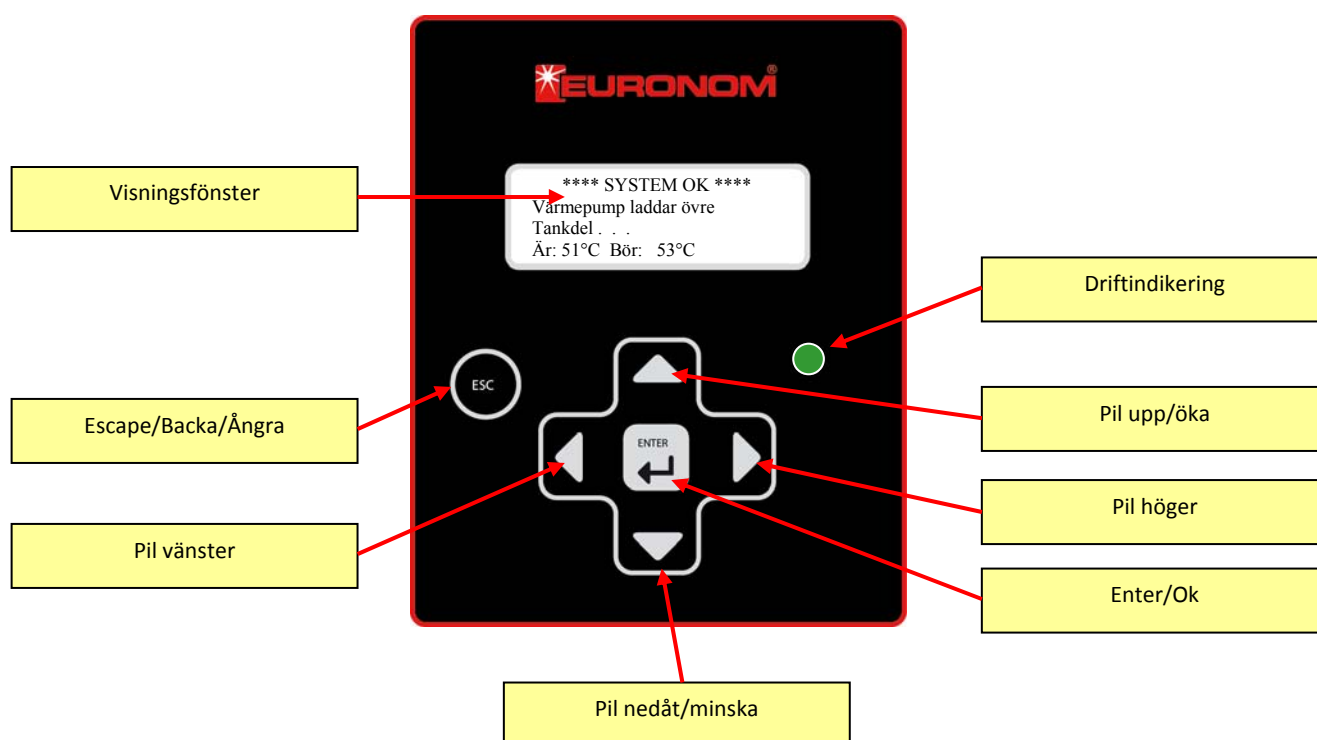 EURONOM®
**** SYSTEM OK ****
Värmepump laddar övre
Tankdel . . .
Är: 51°C Bör: 53°C
Visningsfönster
Driftindikering
ESC
Escape/Backa/Ångra
Pil upp/öka
ENTER
Pil höger
Pil vänster
Enter/Ok
Pil nedåt/minska